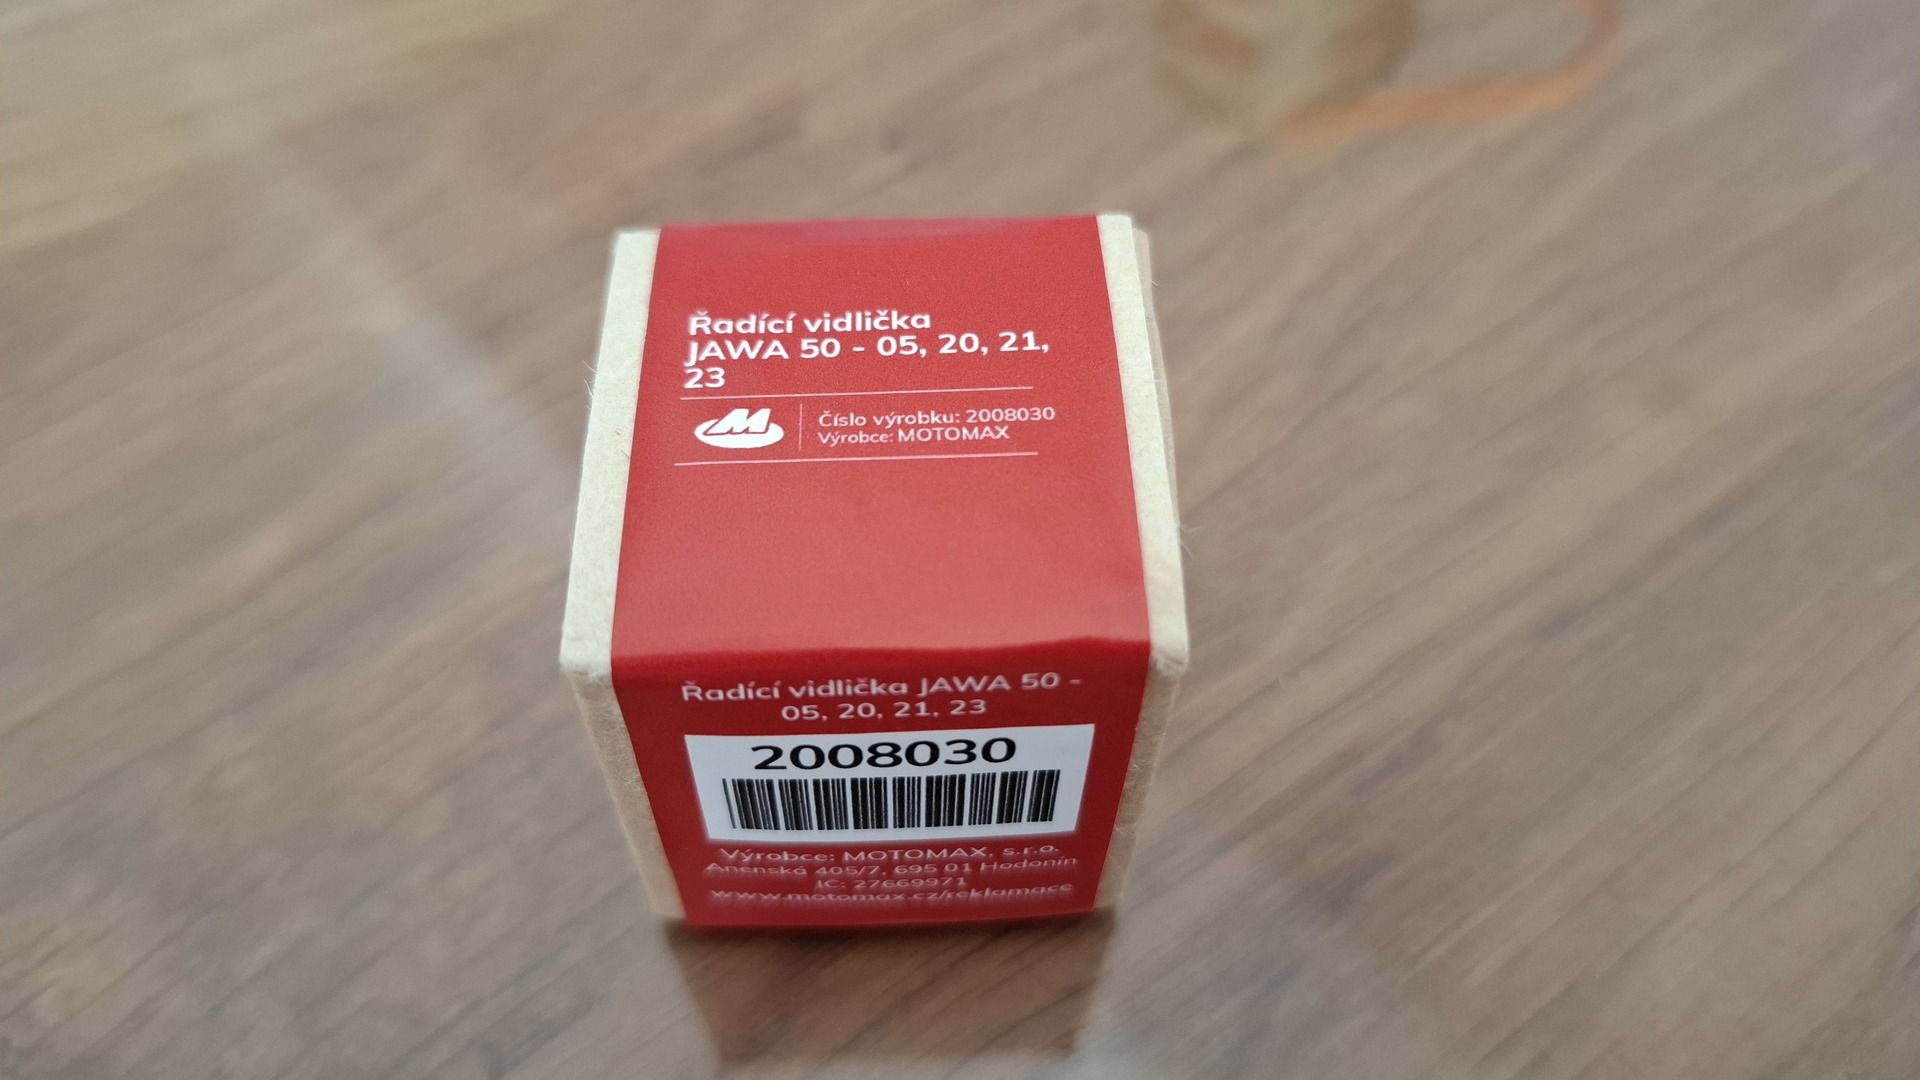 Řadící vidlička
JAWA 50 - 05, 20, 21,
23
M
Číslo výrobku: 2008030
Výrobce: MOTOMAX
Řadící vidlička JAWA 50 -
05, 20, 21, 23
2008030
Výrobce: MOTOMAX, s.r.o.
Anenská 405/7, 695 01 Hodonín
IČ: 27669971
www.motomax.cz/reklamace